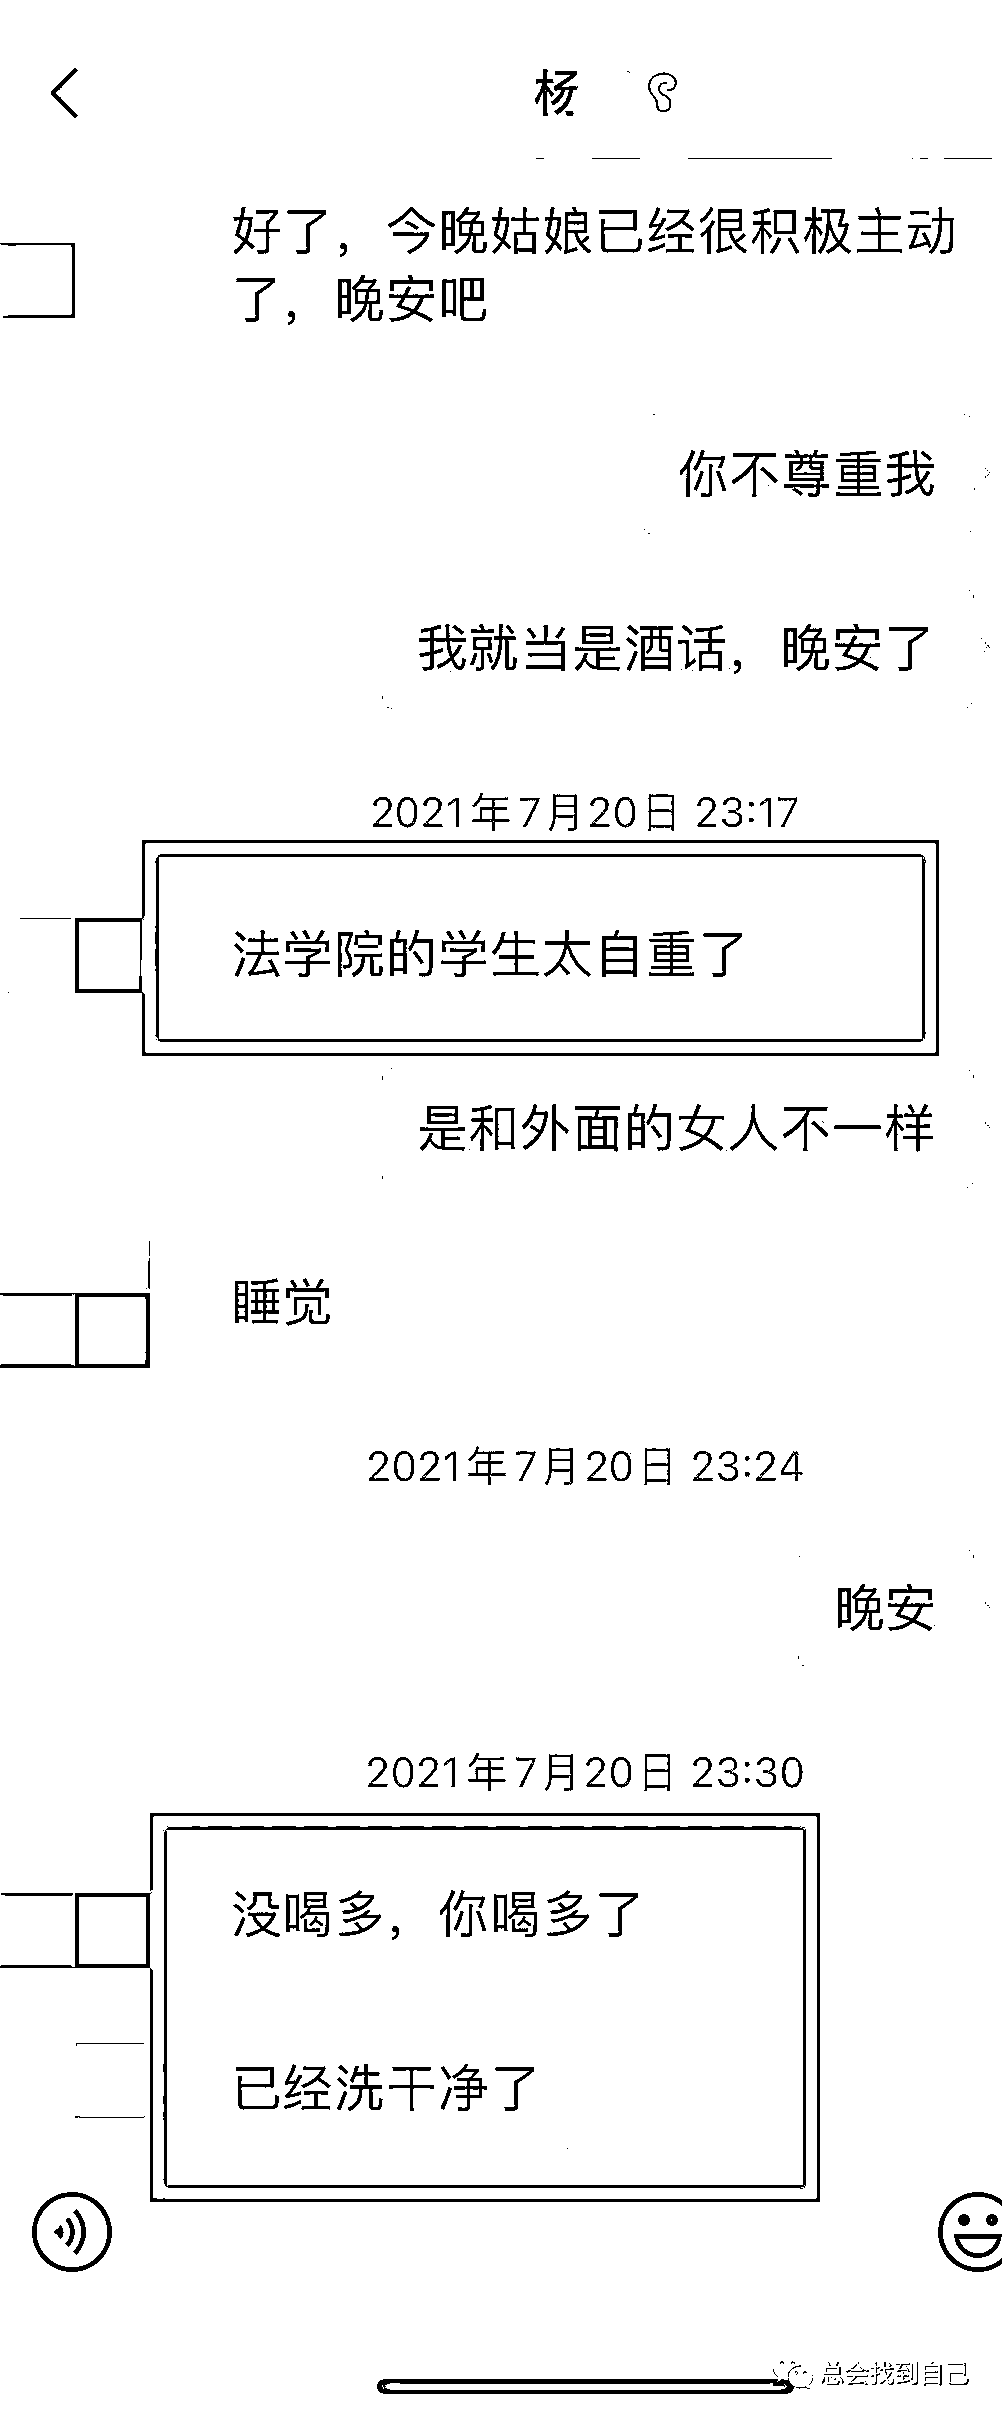 杨
好了，今晚姑娘已经很积极主动
了，晚安吧
你不尊重我
我就当是酒话，晚安了
2021年7月20日 23:17
法学院的学生太自重了
是和外面的女人不一样
睡觉
2021年7月20日 23:24
晚安
2021年7月20日 23:30
没喝多，你喝多了
已经洗干净了
总会找到自己